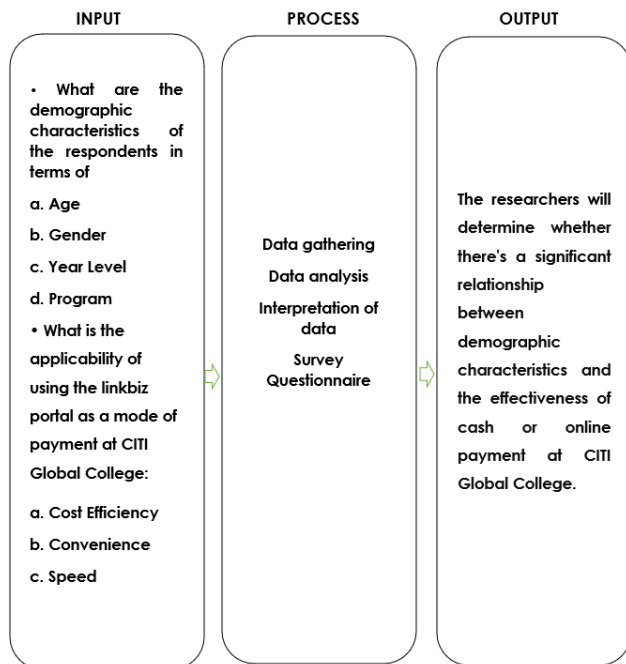 INPUT
• What are the
demographic
characteristics of
the respondents in
terms of
a. Age
b. Gender
c. Year Level
d. Program
• What is the
applicability of
using the linkbiz
portal as a mode of
payment at CITI
Global College:
a. Cost Efficiency
b. Convenience
c. Speed
PROCESS
Data gathering
Data analysis
Interpretation of
data
Survey
Questionnaire
OUTPUT
The researchers will
determine whether
there's a significant
relationship
between
demographic
characteristics and
the effectiveness of
cash or online
payment at CITI
Global College.